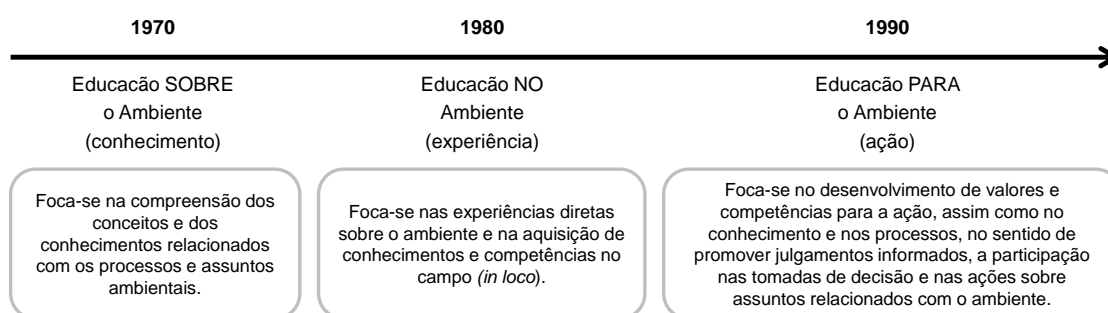 1970
1980
1990
Educacão SOBRE
o Ambiente
(conhecimento)
Educacão NO
Ambiente
(experiência)
Educacão PARA
o Ambiente
(ação)
Foca-se na compreensão dos
conceitos e dos
conhecimentos relacionados
com os processos e assuntos
ambientais.
Foca-se nas experiências diretas
sobre o ambiente e na aquisição de
conhecimentos e competências no
campo (in loco).
Foca-se no desenvolvimento de valores e
competências para a ação, assim como no
conhecimento e nos processos, no sentido de
promover julgamentos informados, a participação
nas tomadas de decisão e nas ações sobre
assuntos relacionados com o ambiente.